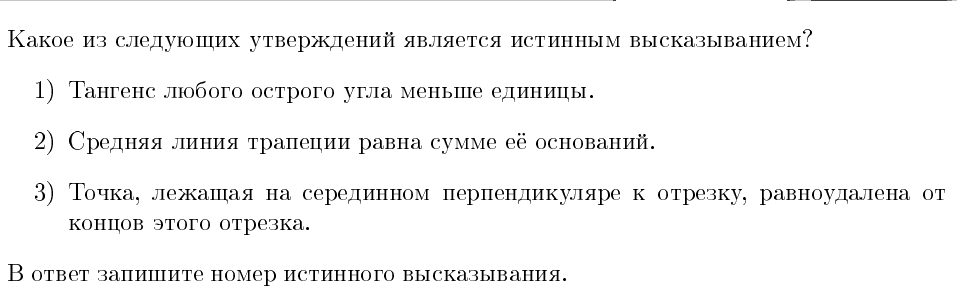 Какое из следующих утверждений является истинным высказыванием?
1) Тангенс любого острого угла меньше единицы.
2) Средняя линия трапеции равна сумме её оснований.
3) Точка, лежащая на серединном перпендикуляре к отрезку, равноудалена от
концов этого отрезка.
В ответ запишите номер истинного высказывания.